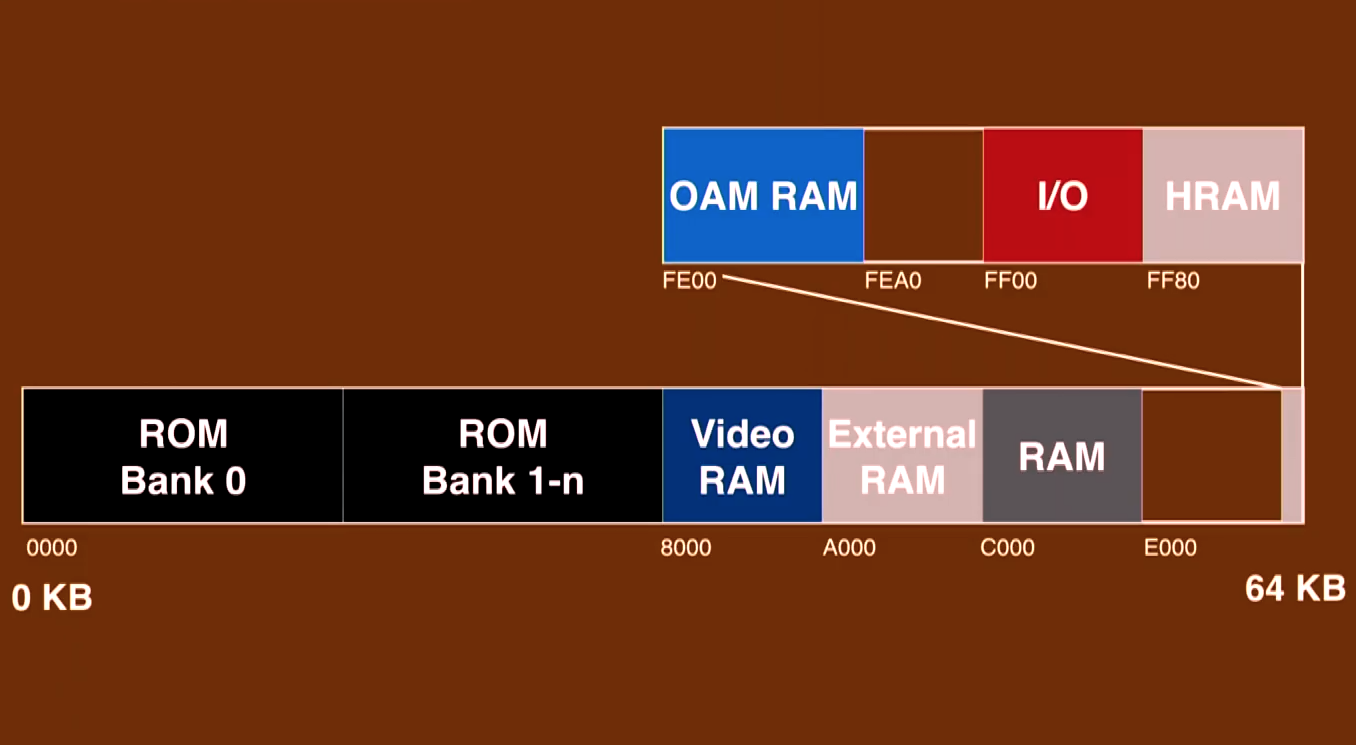 OAM RAM
I/O
HRAM
FE00
FEA0
FF00
FF80
ROM
Bank 0
ROM
Bank 1-n
Video
RAM
External
RAM
RAM
0000
8000
A000
C000
E000
0 KB
64 KB